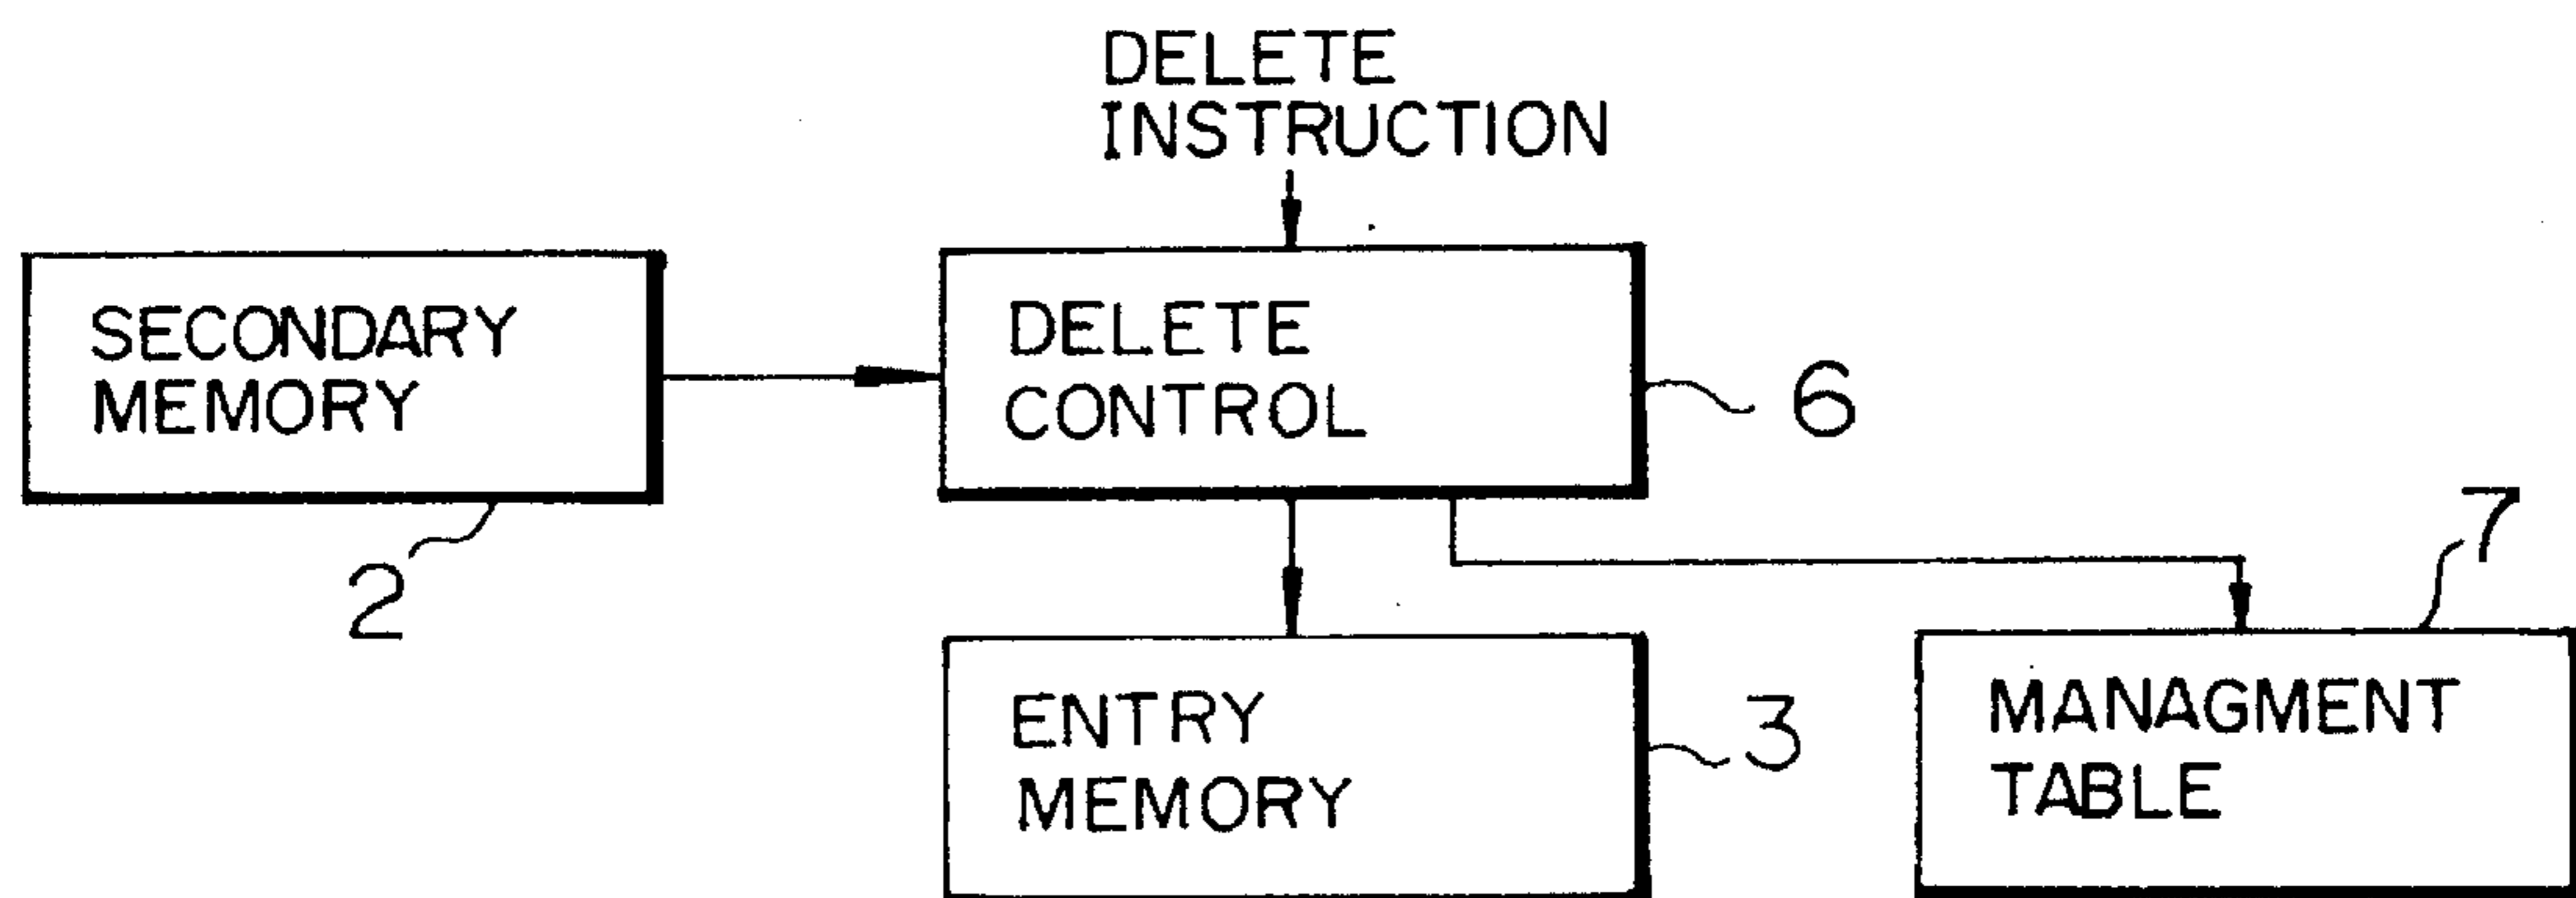 DELETE
INSTRUCTION
SECONDARY
MEMORY
2
DELETE
CONTROL
6
ENTRY
MEMORY
3
MANAGMENT
TABLE
7